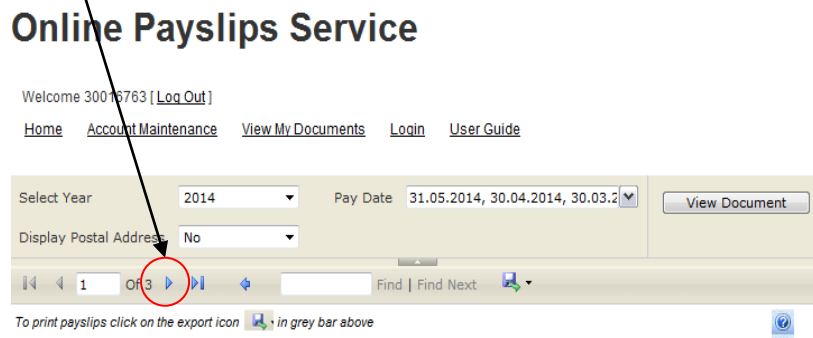 Online Payslips Service
Welcome 30016763 [ Log Out ]
Home Account Maintenance View My Documents Login User Guide
Select Year 2014 Pay Date 31.05.2014, 30.04.2014, 30.03.2 View Document
Display Postal Address No
1 Of 3 Find | Find Next
To print payslips click on the export icon in grey bar above